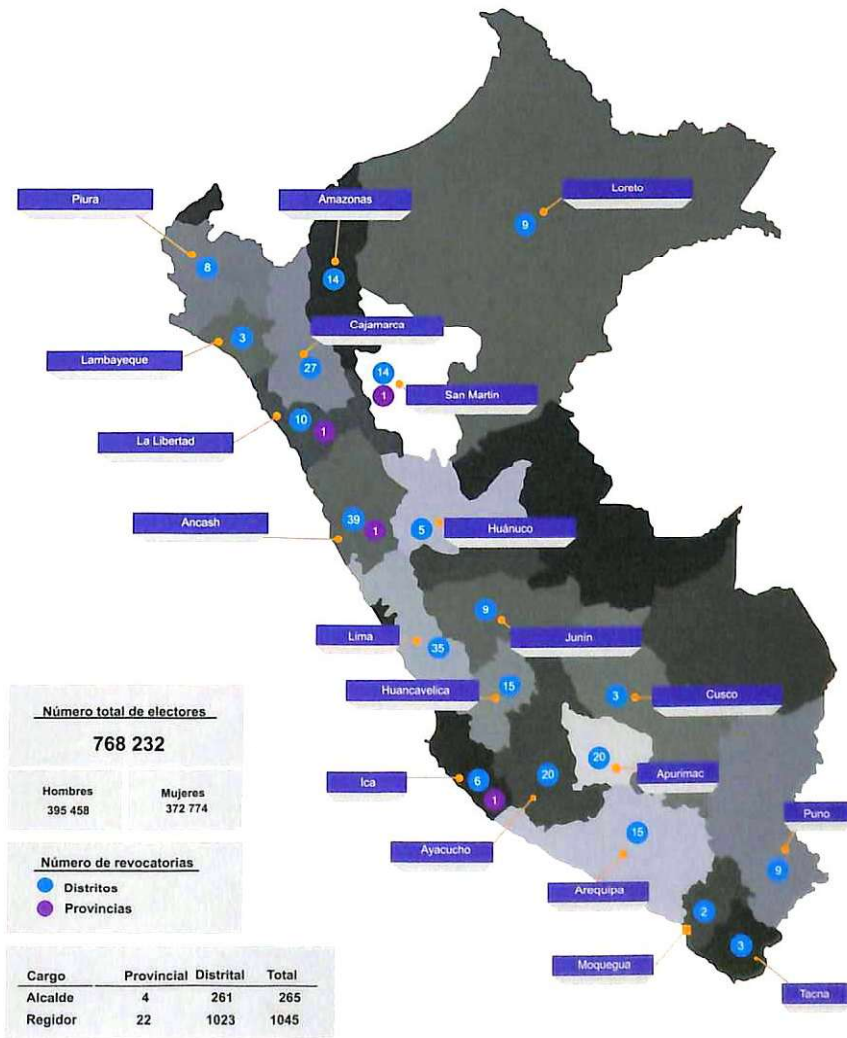 Piura
Amazonas
Loreto
9
8
14
Cajamarca
3
Lambayeque
27
14
1
San Martin
10
1
La Libertad
Ancash
39
1
5
Huánuco
9
Lima
35
Junin
Huancavelica
15
3
Cusco
Número total de electores
768 232
Hombres
395 458
Mujeres
372 774
Ica
6
1
20
20
Apurimac
Ayacucho
15
Puno
9
Arequipa
2
Moquegua
3
Tacna
Número de revocatorias
Distritos
Provincias
Cargo Provincial Distrital Total
Alcalde 4 261 265
Regidor 22 1023 1045